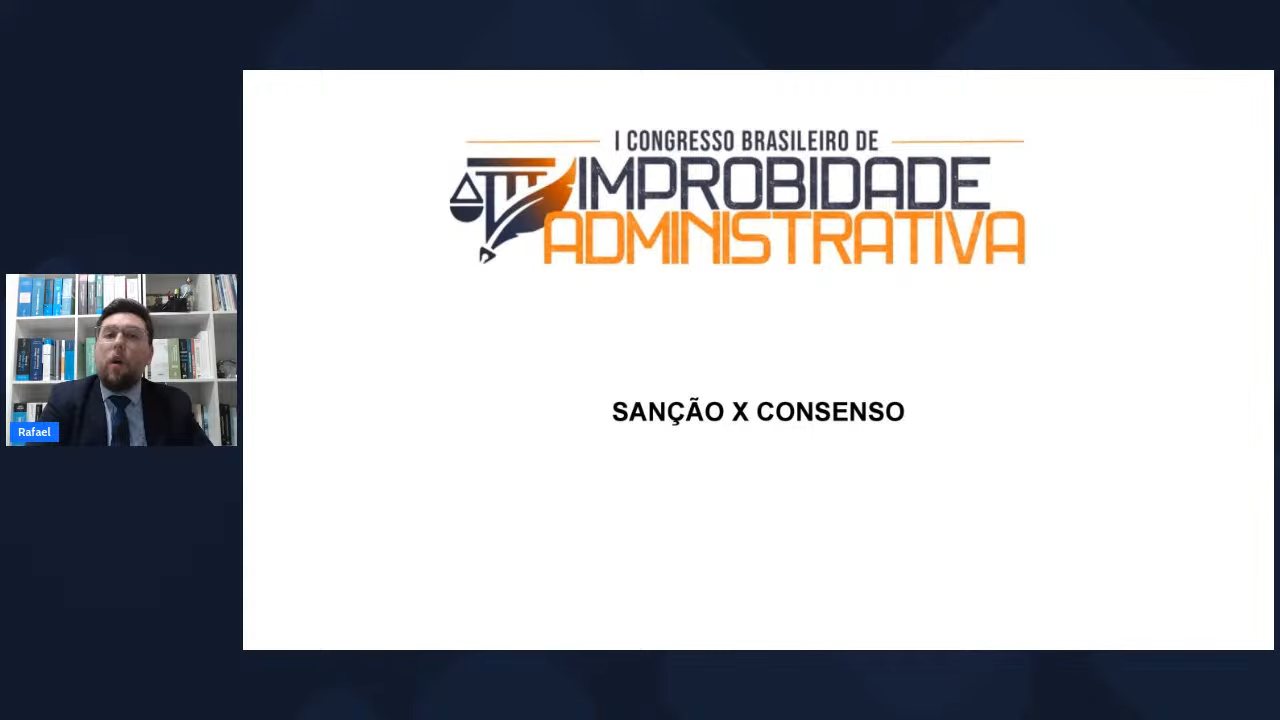 I CONGRESSO BRASILEIRO DE
IMPROBIDADE
ADMINISTRATIVA
SANÇÃO X CONSENSO
Rafael